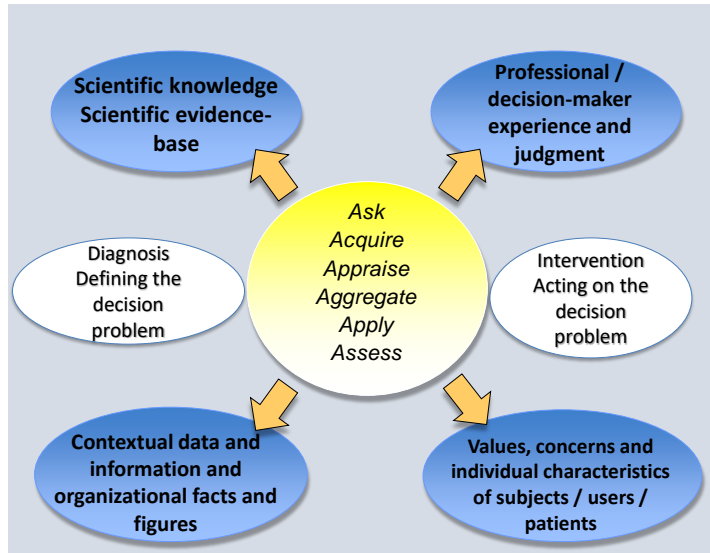 Scientific knowledge
Scientific evidence-
base
Professional /
decision-maker
experience and
judgment
Ask
Acquire
Appraise
Aggregate
Apply
Assess
Diagnosis
Defining the
decision
problem
Intervention
Acting on the
decision
problem
Contextual data and
information and
organizational facts and
figures
Values, concerns and
individual characteristics
of subjects / users /
patients